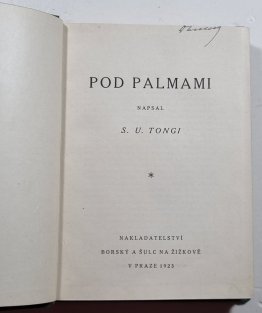 POD PALMAMI
NAPSAL
S. U. TONGI
*
NAKLADATELSTVÍ
BORSKÝ A ŠULC NA ŽIŽKOVĚ
V PRAZE 1925